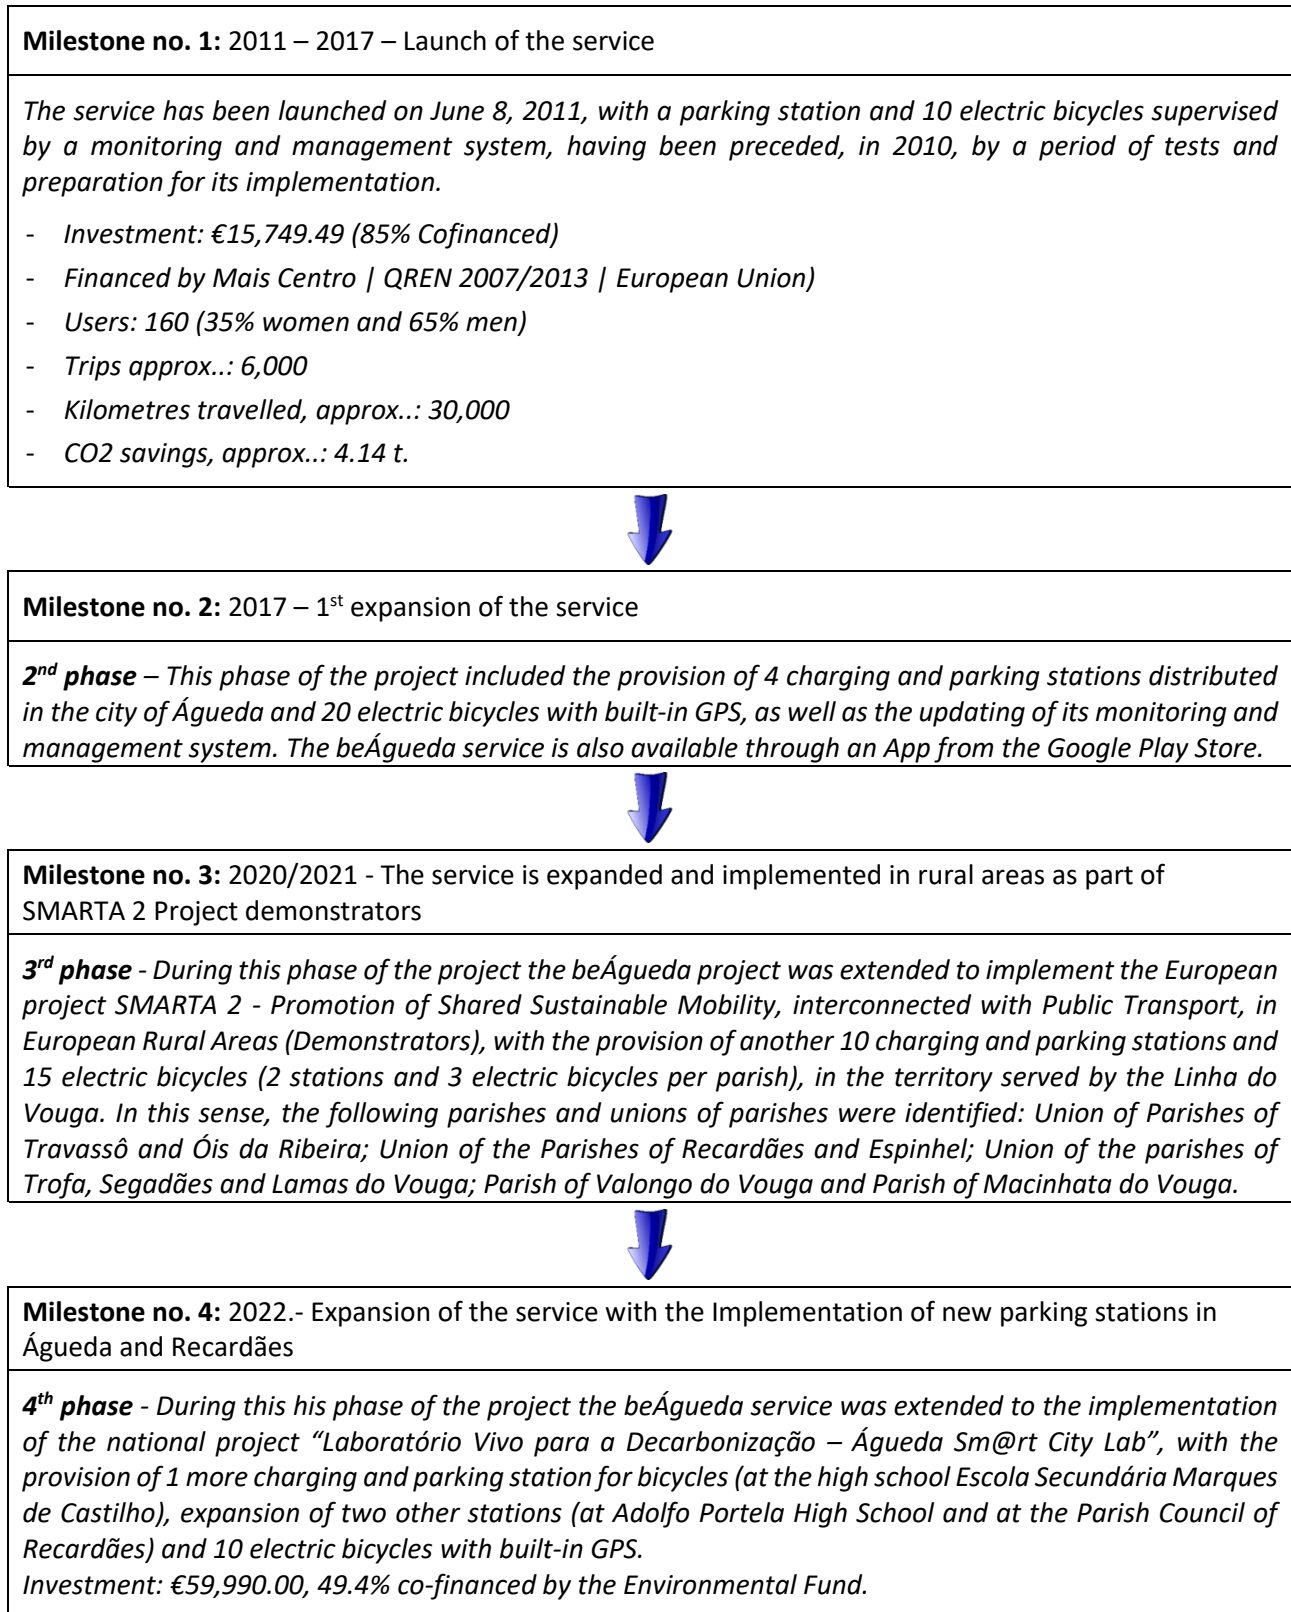 Milestone no. 1: 2011 – 2017 – Launch of the service
The service has been launched on June 8, 2011, with a parking station and 10 electric bicycles supervised
by a monitoring and management system, having been preceded, in 2010, by a period of tests and
preparation for its implementation.
- Investment: €15,749.49 (85% Cofinanced)
- Financed by Mais Centro | QREN 2007/2013 | European Union)
- Users: 160 (35% women and 65% men)
- Trips approx..: 6,000
- Kilometres travelled, approx..: 30,000
- CO2 savings, approx..: 4.14 t.
Milestone no. 2: 2017 – 1st expansion of the service
2nd phase – This phase of the project included the provision of 4 charging and parking stations distributed
in the city of Águeda and 20 electric bicycles with built-in GPS, as well as the updating of its monitoring and
management system. The beÁgueda service is also available through an App from the Google Play Store.
Milestone no. 3: 2020/2021 - The service is expanded and implemented in rural areas as part of
SMARTA 2 Project demonstrators
3rd phase - During this phase of the project the beÁgueda project was extended to implement the European
project SMARTA 2 - Promotion of Shared Sustainable Mobility, interconnected with Public Transport, in
European Rural Areas (Demonstrators), with the provision of another 10 charging and parking stations and
15 electric bicycles (2 stations and 3 electric bicycles per parish), in the territory served by the Linha do
Vouga. In this sense, the following parishes and unions of parishes were identified: Union of Parishes of
Travassô and Óis da Ribeira; Union of the Parishes of Recardães and Espinhel; Union of the parishes of
Trofa, Segadães and Lamas do Vouga; Parish of Valongo do Vouga and Parish of Macinhata do Vouga.
Milestone no. 4: 2022.- Expansion of the service with the Implementation of new parking stations in
Águeda and Recardães
4th phase - During this his phase of the project the beÁgueda service was extended to the implementation
of the national project “Laboratório Vivo para a Decarbonização – Águeda Sm@rt City Lab”, with the
provision of 1 more charging and parking station for bicycles (at the high school Escola Secundária Marques
de Castilho), expansion of two other stations (at Adolfo Portela High School and at the Parish Council of
Recardães) and 10 electric bicycles with built-in GPS.
Investment: €59,990.00, 49.4% co-financed by the Environmental Fund.